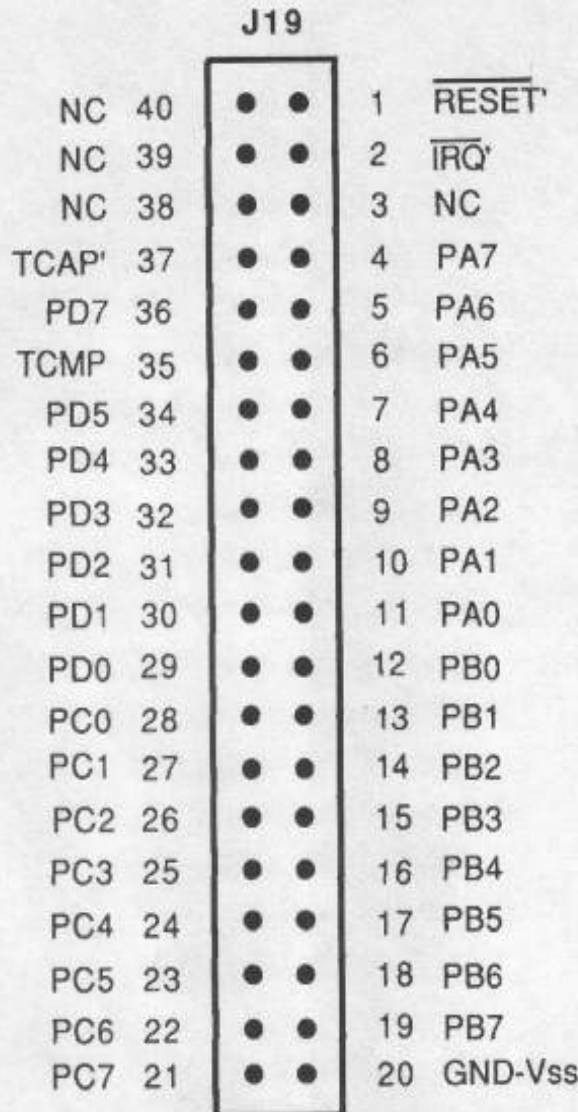 J19
NC 40 1 RESET'
NC 39 2 IRQ'
NC 38 3 NC
TCAP' 37 4 PA7
PD7 36 5 PA6
TCMP 35 6 PA5
PD5 34 7 PA4
PD4 33 8 PA3
PD3 32 9 PA2
PD2 31 10 PA1
PD1 30 11 PA0
PD0 29 12 PB0
PC0 28 13 PB1
PC1 27 14 PB2
PC2 26 15 PB3
PC3 25 16 PB4
PC4 24 17 PB5
PC5 23 18 PB6
PC6 22 19 PB7
PC7 21 20 GND-Vss